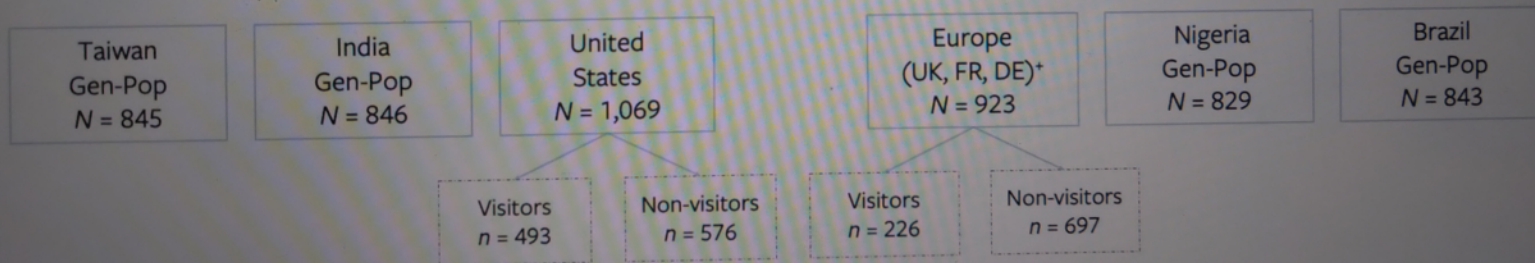 Taiwan
Gen-Pop
N = 845
India
Gen-Pop
N = 846
United
States
N = 1,069
Europe
(UK, FR, DE)+
N = 923
Nigeria
Gen-Pop
N = 829
Brazil
Gen-Pop
N = 843
Visitors
n = 493
Non-visitors
n = 576
Visitors
n = 226
Non-visitors
n = 697